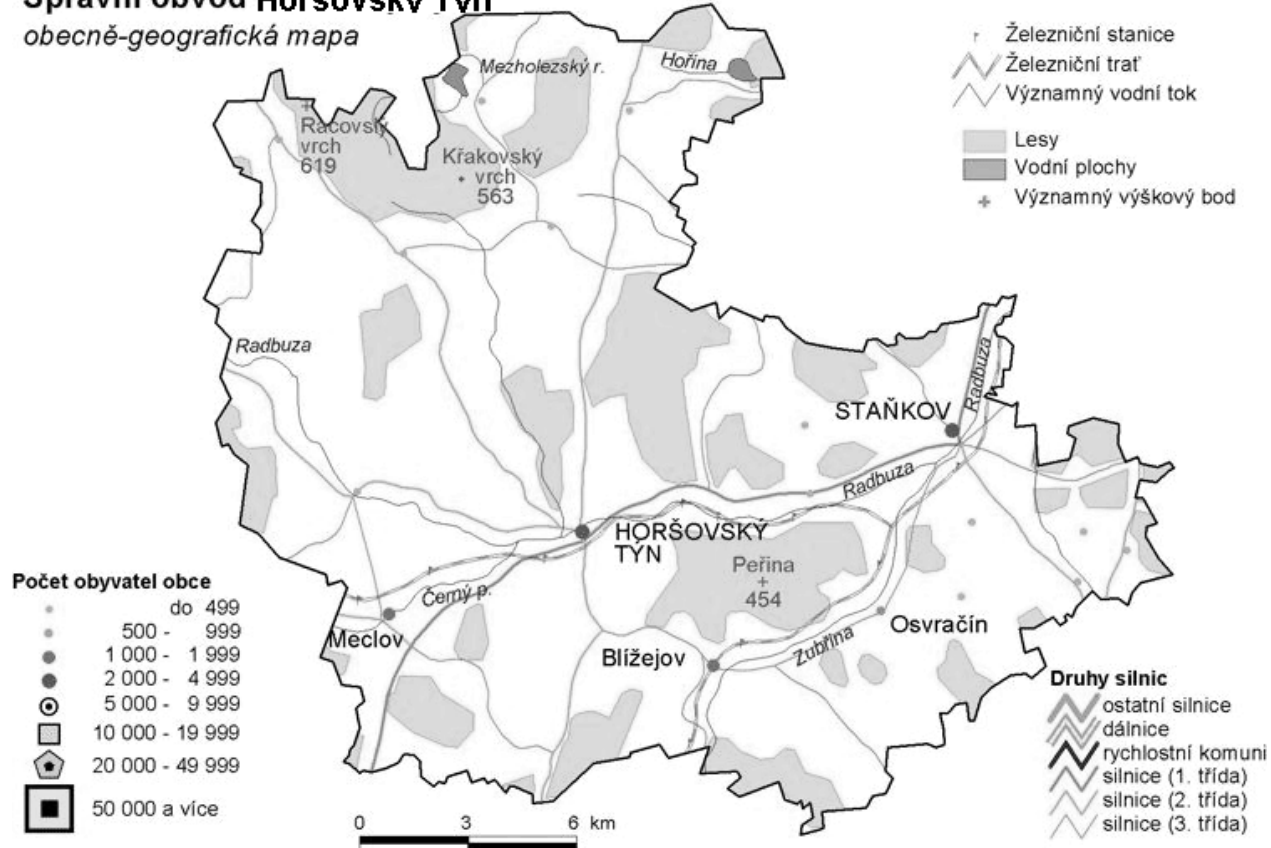 Správní obvod Horšovský Týn
obecně-geografická mapa
Železniční stanice
Železniční trať
Významný vodní tok
Lesy
Vodní plochy
Významný výškový bod
Mezholezský r.
Hořina
Racovský
vrch
619
Křakovský
vrch
563
Radbuza
Radbuza
STAŇKOV
Radbuza
HORŠOVSKÝ
TÝN
Peřina
454
Černý p.
Meclov
Blížejov
Zubřina
Osvračín
Počet obyvatel obce
do 499
500 - 999
1 000 - 1 999
2 000 - 4 999
5 000 - 9 999
10 000 - 19 999
20 000 - 49 999
50 000 a více
0 3 6 km
Druhy silnic
ostatní silnice
dálnice
rychlostní komuni
silnice (1. třída)
silnice (2. třída)
silnice (3. třída)